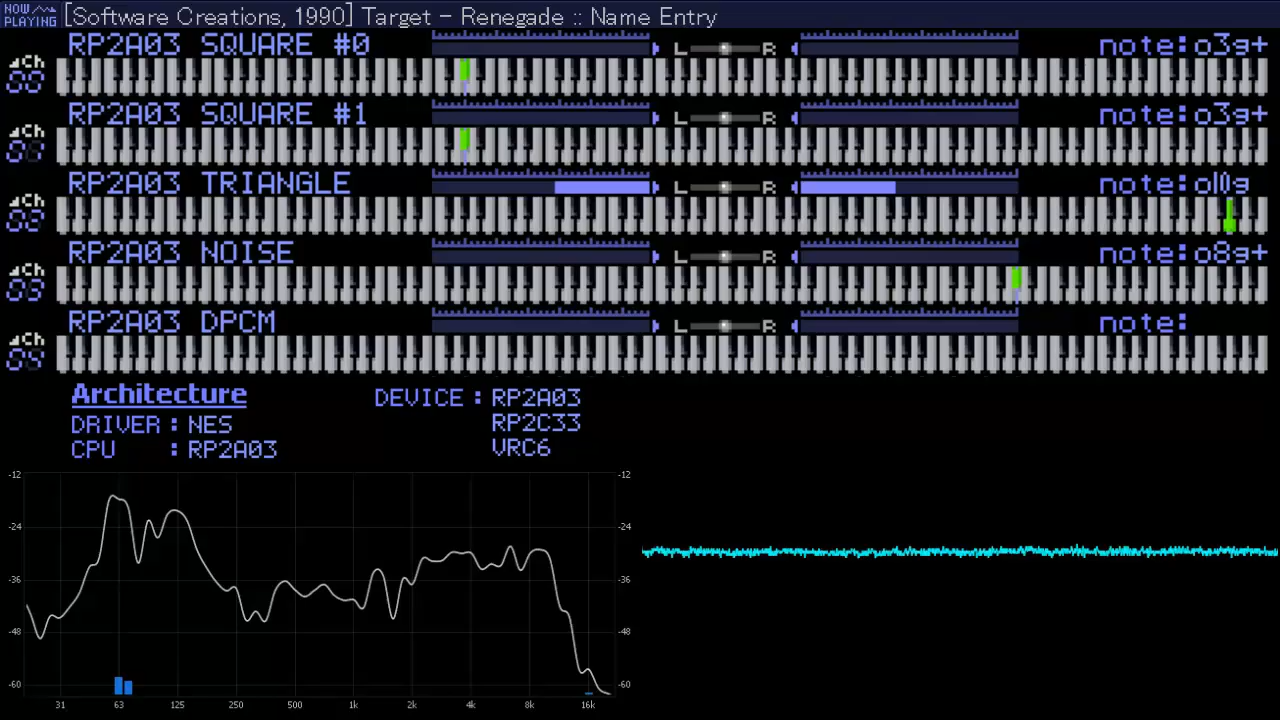 NOW PLAYING [Software Creations, 1990] Target - Renegade :: Name Entry
RP2A03 SQUARE #0 L R note:o3g+
Ch 00
RP2A03 SQUARE #1 L R note:o3g+
Ch 01
RP2A03 TRIANGLE L R note:o10g
Ch 02
RP2A03 NOISE L R note:o8g+
Ch 03
RP2A03 DPCM L R note:
Ch 04
Architecture
DRIVER : NES
CPU : RP2A03
DEVICE : RP2A03
RP2C33
VRC6
-12 -12
-24 -24
-36 -36
-48 -48
-60 -60
31 63 125 250 500 1k 2k 4k 8k 16k